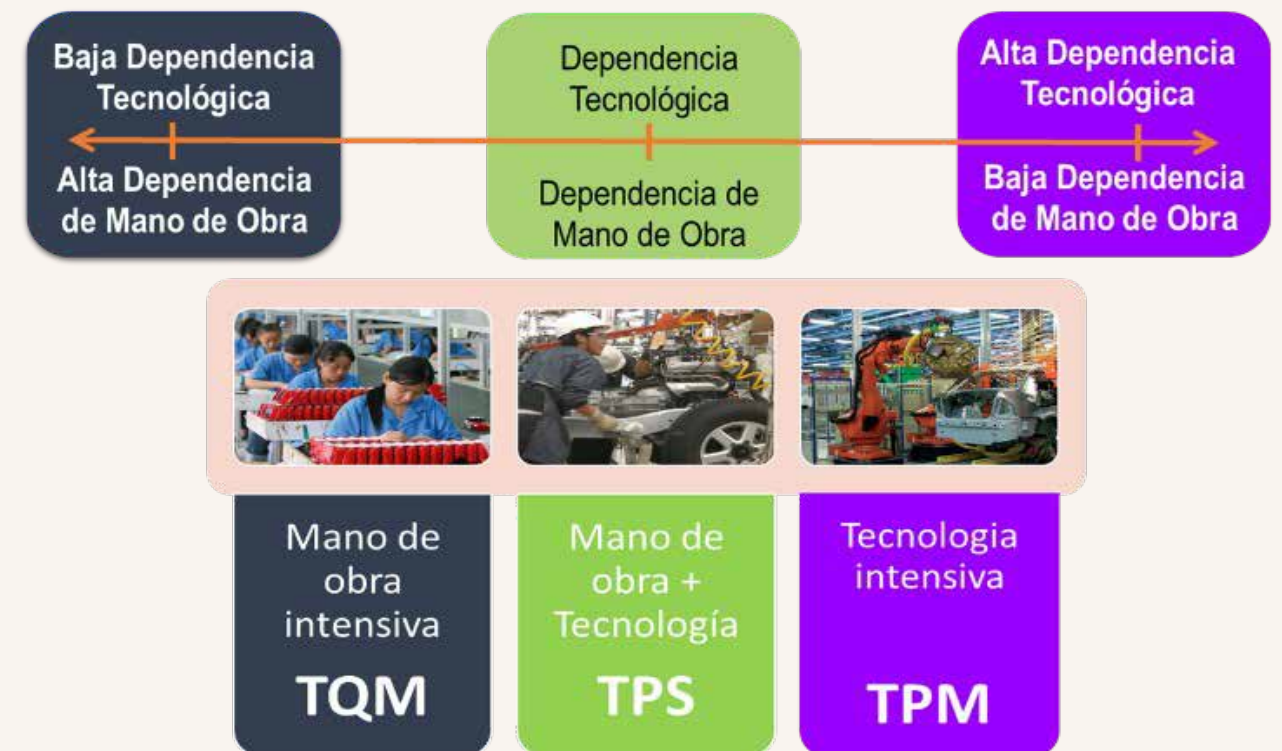 Baja Dependencia
Tecnológica
Alta Dependencia
de Mano de Obra
Dependencia
Tecnológica
Dependencia de
Mano de Obra
Alta Dependencia
Tecnológica
Baja Dependencia
de Mano de Obra
Mano de
obra
intensiva
TQM
Mano de
obra +
Tecnología
TPS
Tecnologia
intensiva
TPM